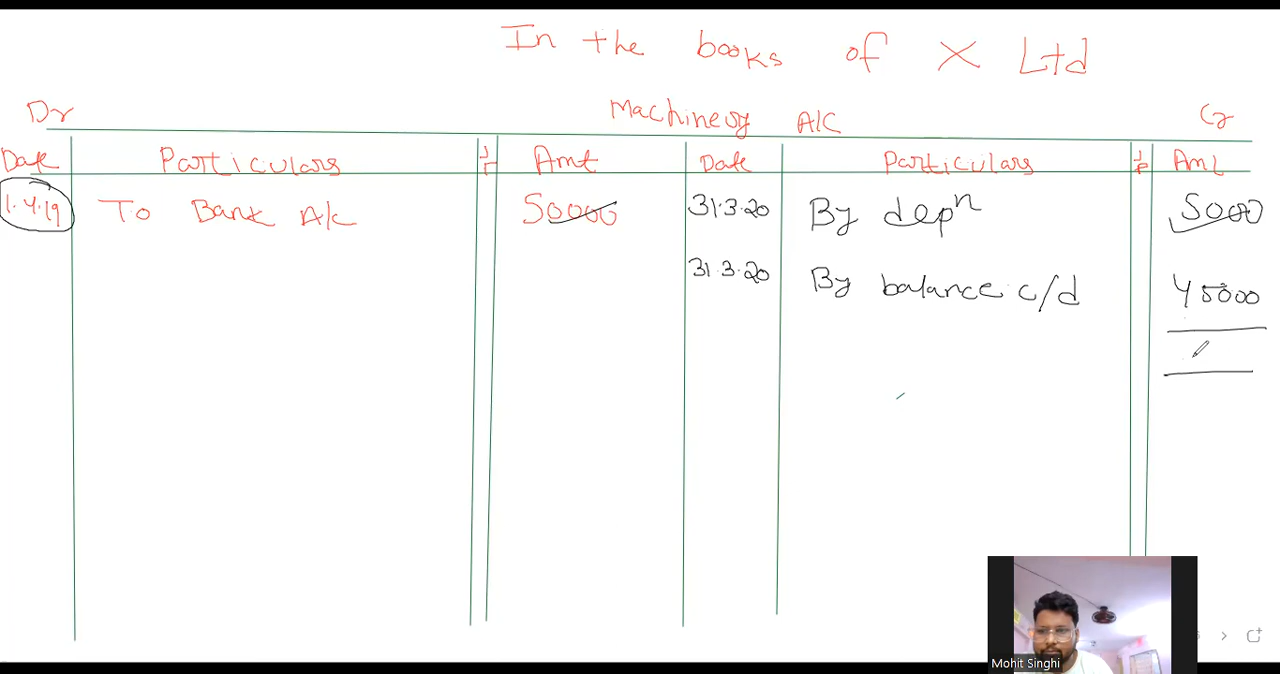 In the books of X Ltd
Dr Machinery A/C Cr
Date Particulars J F Amt Date Particulars J F Amt
1.4.19 To Bank A/c 50000 31.3.20 By depn 5000
31.3.20 By balance c/d 45000
Mohit Singhi